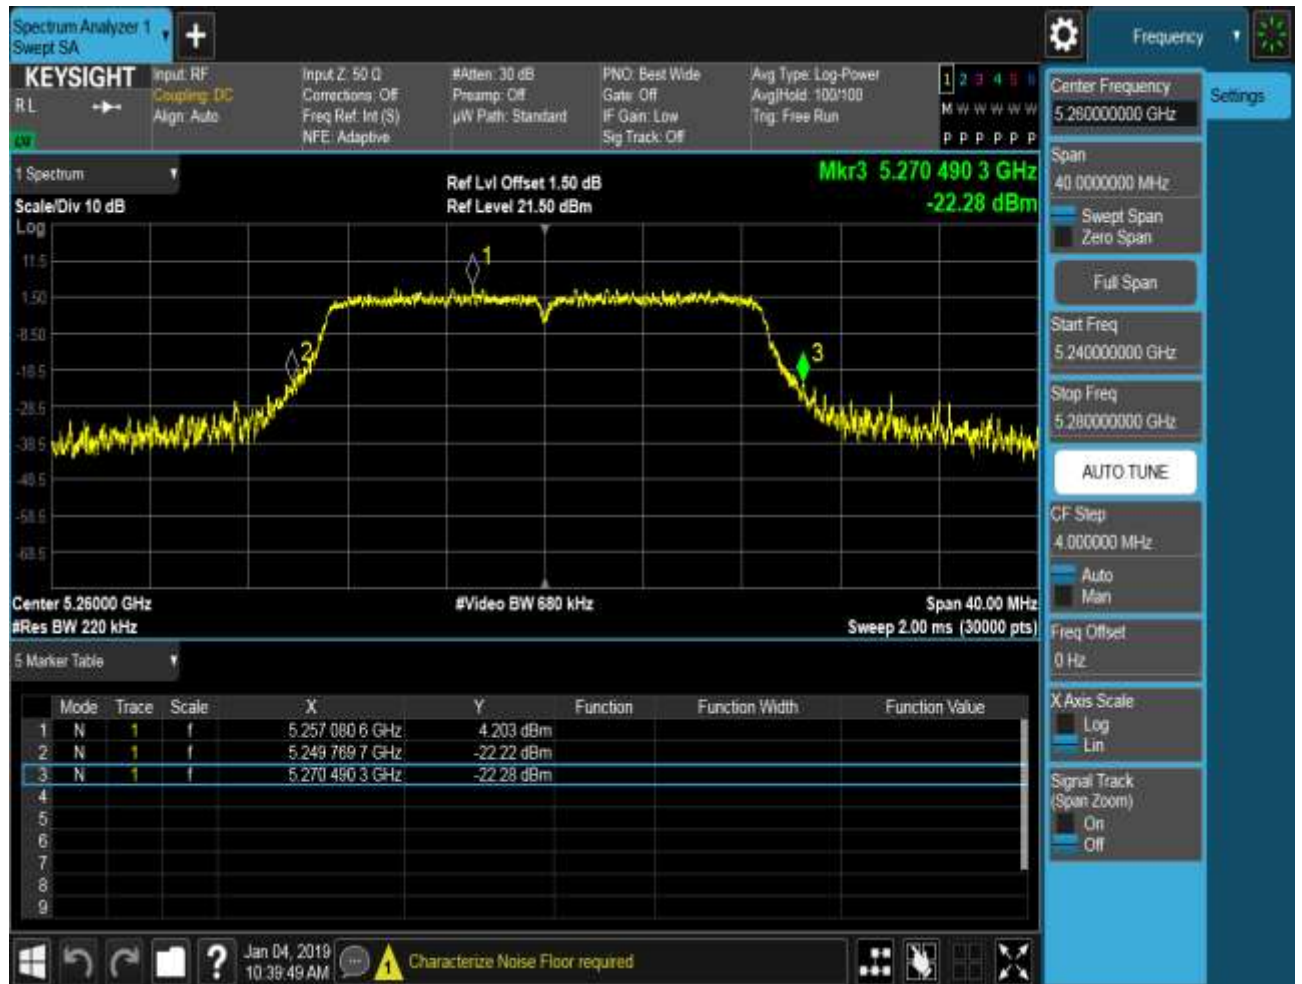 Spectrum Analyzer 1
Swept SA
+
Frequency
KEYSIGHT
RL
Input: RF
Coupling: DC
Align: Auto
Input Z: 50 Ω
Corrections: Off
Freq Ref: Int (S)
NFE: Adaptive
#Atten: 30 dB
Preamp: Off
µW Path: Standard
PNO: Best Wide
Gate: Off
IF Gain: Low
Sig Track: Off
Avg Type: Log-Power
Avg|Hold: 100/100
Trig: Free Run
1 2 3 4 5 6
M W W W W W
P P P P P P
1 Spectrum
Scale/Div 10 dB
Ref Lvl Offset 1.50 dB
Ref Level 21.50 dBm
Mkr3 5.270 490 3 GHz
-22.28 dBm
Log
11.5
1.50
-8.50
-18.5
-28.5
-38.5
-48.5
-58.5
-68.5
1
2
3
Center 5.26000 GHz
#Res BW 220 kHz
#Video BW 680 kHz
Span 40.00 MHz
Sweep 2.00 ms (30000 pts)
5 Marker Table
Mode Trace Scale X Y Function Function Width Function Value
1 N 1 f 5.257 080 6 GHz 4.203 dBm
2 N 1 f 5.249 769 7 GHz -22.22 dBm
3 N 1 f 5.270 490 3 GHz -22.28 dBm
4
5
6
7
8
9
Jan 04, 2019
10:39:49 AM
?
1
Characterize Noise Floor required
Settings
Center Frequency
5.260000000 GHz
Span
40.0000000 MHz
Swept Span
Zero Span
Full Span
Start Freq
5.240000000 GHz
Stop Freq
5.280000000 GHz
AUTO TUNE
CF Step
4.000000 MHz
Auto
Man
Freq Offset
0 Hz
X Axis Scale
Log
Lin
Signal Track
(Span Zoom)
On
Off